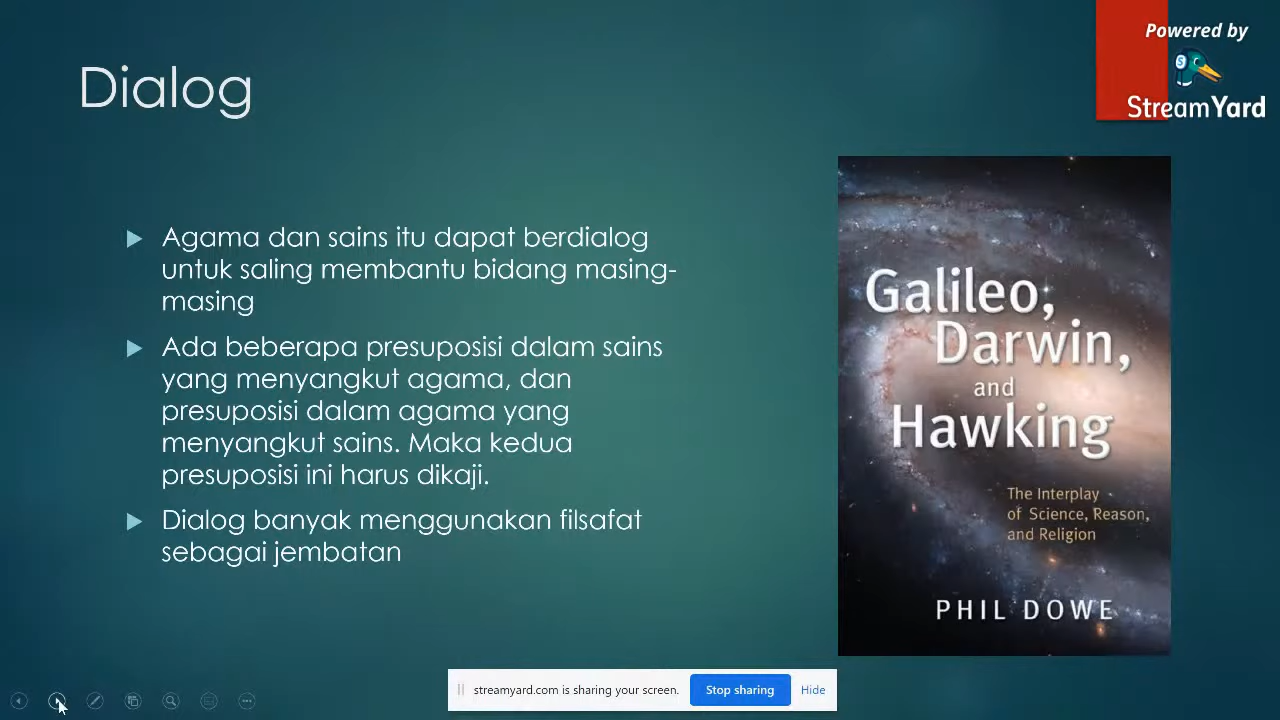 Dialog
Powered by
StreamYard
Agama dan sains itu dapat berdialog
untuk saling membantu bidang masing-
masing
Ada beberapa presuposisi dalam sains
yang menyangkut agama, dan
presuposisi dalam agama yang
menyangkut sains. Maka kedua
presuposisi ini harus dikaji.
Dialog banyak menggunakan filsafat
sebagai jembatan
Galileo,
Darwin,
and
Hawking
The Interplay
of Science, Reason,
and Religion
PHIL DOWE
streamyard.com is sharing your screen.
Stop sharing
Hide